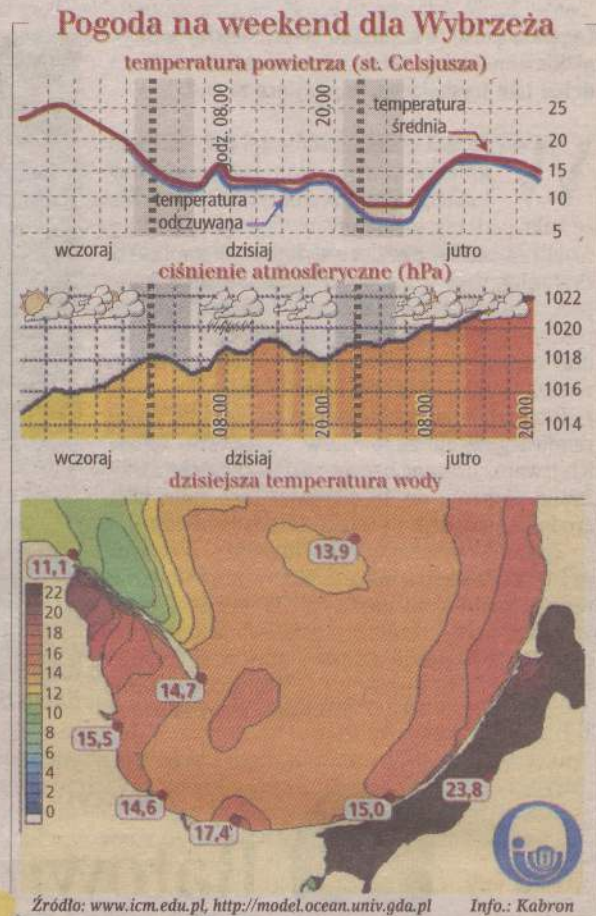 Pogoda na weekend dla Wybrzeża
temperatura powietrza (st. Celsjusza)
godz. 08.00
20.00
temperatura
średnia
25
20
15
10
5
temperatura
odczuwana
wczoraj
dzisiaj
jutro
ciśnienie atmosferyczne (hPa)
1022
1020
1018
1016
1014
08.00
20.00
08.00
20.00
wczoraj
dzisiaj
jutro
dzisiejsza temperatura wody
13,9
11,1
22
20
18
16
14
12
10
8
6
4
2
0
14,7
15,5
14,6
17,4
15,0
23,8
Źródło: www.icm.edu.pl, http://model.ocean.univ.gda.pl
Info.: Kabron